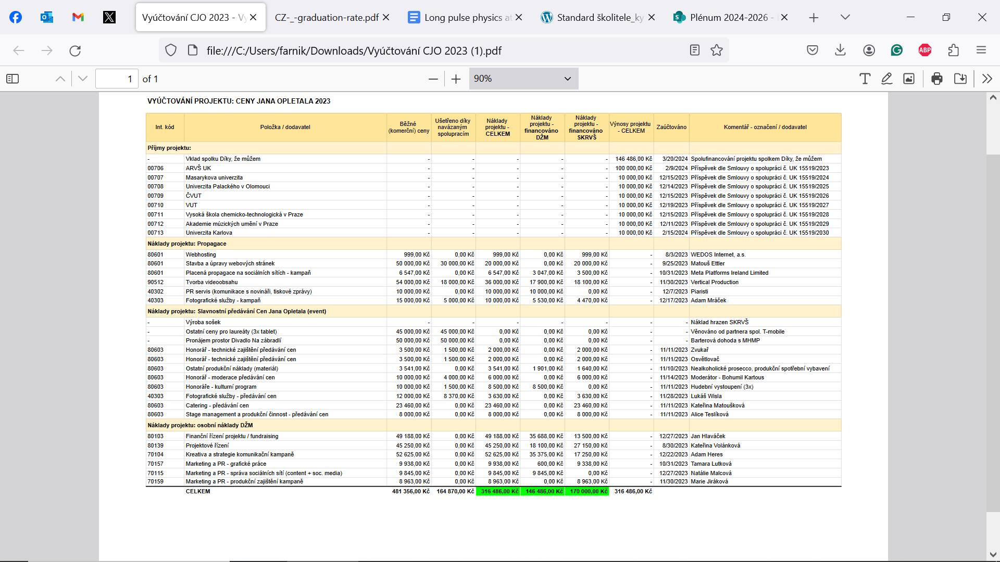 Vyúčtování CJO 2023 - Vy
CZ-_-graduation-rate.pdf
Long pulse physics at
Standard školitele_ky
Plénum 2024-2026 -
file:///C:/Users/farnik/Downloads/Vyúčtování CJO 2023 (1).pdf
ABP
1 of 1
90%
VYÚČTOVÁNÍ PROJEKTU: CENY JANA OPLETALA 2023
Int. kód Položka / dodavatel Běžné (komerční) ceny Ušetřeno díky navázaným spolupracím Náklady projektu - CELKEM Náklady projektu - financováno DŽM Náklady projektu - financováno SKRVŠ Výnosy projektu - CELKEM Zaúčtováno Komentář - označení / dodavatel
Příjmy projektu:
- Vklad spolku Díky, že můžem - - - - - 146 486,00 Kč 3/20/2024 Spolufinancování projektu spolkem Díky, že můžem
00706 ARVŠ UK - - - - - 100 000,00 Kč 2/9/2024 Příspěvek dle Smlouvy o spolupráci č. UK 15519/2023
00707 Masarykova univerzita - - - - - 10 000,00 Kč 12/15/2023 Příspěvek dle Smlouvy o spolupráci č. UK 15519/2024
00708 Univerzita Palackého v Olomouci - - - - - 10 000,00 Kč 12/14/2023 Příspěvek dle Smlouvy o spolupráci č. UK 15519/2025
00709 ČVUT - - - - - 10 000,00 Kč 12/15/2023 Příspěvek dle Smlouvy o spolupráci č. UK 15519/2026
00710 VUT - - - - - 10 000,00 Kč 12/19/2023 Příspěvek dle Smlouvy o spolupráci č. UK 15519/2027
00711 Vysoká škola chemicko-technologická v Praze - - - - - 10 000,00 Kč 12/15/2023 Příspěvek dle Smlouvy o spolupráci č. UK 15519/2028
00712 Akademie múzických umění v Praze - - - - - 10 000,00 Kč 12/11/2023 Příspěvek dle Smlouvy o spolupráci č. UK 15519/2029
00713 Univerzita Karlova - - - - - 10 000,00 Kč 2/15/2024 Příspěvek dle Smlouvy o spolupráci č. UK 15519/2030
Náklady projektu: Propagace
80601 Webhosting 999,00 Kč 0,00 Kč 999,00 Kč 0,00 Kč 999,00 Kč - 8/3/2023 WEDOS Internet, a.s.
80601 Stavba a úpravy webových stránek 50 000,00 Kč 30 000,00 Kč 20 000,00 Kč 0,00 Kč 20 000,00 Kč - 9/25/2023 Matouš Ettler
80601 Placená propagace na sociálních sítích - kampaň 6 547,00 Kč 0,00 Kč 6 547,00 Kč 3 047,00 Kč 3 500,00 Kč - 10/31/2023 Meta Platforms Ireland Limited
90512 Tvorba videoobsahu 54 000,00 Kč 18 000,00 Kč 36 000,00 Kč 17 900,00 Kč 18 100,00 Kč - 11/30/2023 Vertical Production
40302 PR servis (komunikace s novináři, tiskové zprávy) 10 000,00 Kč 0,00 Kč 10 000,00 Kč 10 000,00 Kč 0,00 Kč - 12/7/2023 Piaristi
40303 Fotografické služby - kampaň 15 000,00 Kč 5 000,00 Kč 10 000,00 Kč 5 530,00 Kč 4 470,00 Kč - 12/17/2023 Adam Mráček
Náklady projektu: Slavnostní předávání Cen Jana Opletala (event)
- Výroba sošek - - - - - - - Náklad hrazen SKRVŠ
- Ostatní ceny pro laureáty (3x tablet) 45 000,00 Kč 45 000,00 Kč 0,00 Kč 0,00 Kč 0,00 Kč - - Věnováno od partnera spol. T-mobile
- Pronájem prostor Divadlo Na zábradlí 50 000,00 Kč 50 000,00 Kč 0,00 Kč 0,00 Kč 0,00 Kč - - Barterová dohoda s MHMP
80603 Honorář - technické zajištění předávání cen 3 500,00 Kč 1 500,00 Kč 2 000,00 Kč 0,00 Kč 2 000,00 Kč - 11/11/2023 Zvukař
80603 Honorář - technické zajištění předávání cen 3 500,00 Kč 1 500,00 Kč 2 000,00 Kč 0,00 Kč 2 000,00 Kč - 11/11/2023 Osvětlovač
80603 Ostatní produkční náklady (materiál) 3 541,00 Kč 0,00 Kč 3 541,00 Kč 1 901,00 Kč 1 640,00 Kč - 11/10/2023 Nealkoholické prosecco, produkční spotřební vybavení
80603 Honorář - moderace předávání cen 10 000,00 Kč 4 000,00 Kč 6 000,00 Kč 0,00 Kč 6 000,00 Kč - 11/14/2023 Moderátor - Bohumil Kartous
80603 Honoráře - kulturní program 10 000,00 Kč 1 500,00 Kč 8 500,00 Kč 8 500,00 Kč 0,00 Kč - 11/11/2023 Hudební vystoupení (3x)
40303 Fotografické služby - předávání cen 12 000,00 Kč 8 370,00 Kč 3 630,00 Kč 0,00 Kč 3 630,00 Kč - 11/28/2023 Lukáš Wisla
80603 Catering - předávání cen 23 460,00 Kč 0,00 Kč 23 460,00 Kč 0,00 Kč 23 460,00 Kč - 11/11/2023 Kateřina Matoušková
80603 Stage management a produkční činnost - předávání cen 8 000,00 Kč 0,00 Kč 8 000,00 Kč 0,00 Kč 8 000,00 Kč - 11/11/2023 Alice Teslíková
Náklady projektu: osobní náklady DŽM
80103 Finanční řízení projektu / fundraising 49 188,00 Kč 0,00 Kč 49 188,00 Kč 35 688,00 Kč 13 500,00 Kč - 12/27/2023 Jan Hlaváček
80139 Projektové řízení 45 250,00 Kč 0,00 Kč 45 250,00 Kč 18 100,00 Kč 27 150,00 Kč - 8/30/2023 Kateřina Volánková
70104 Kreativa a strategie komunikační kampaně 52 625,00 Kč 0,00 Kč 52 625,00 Kč 35 375,00 Kč 17 250,00 Kč - 12/22/2023 Adam Heres
70157 Marketing a PR - grafické práce 9 938,00 Kč 0,00 Kč 9 938,00 Kč 600,00 Kč 9 338,00 Kč - 10/31/2023 Tamara Lutková
70115 Marketing a PR - správa sociálních sítí (content + soc. media) 9 845,00 Kč 0,00 Kč 9 845,00 Kč 9 845,00 Kč 0,00 Kč - 12/27/2023 Natálie Malcová
70159 Marketing a PR - produkční zajištění kampaně 8 963,00 Kč 0,00 Kč 8 963,00 Kč 0,00 Kč 8 963,00 Kč - 11/30/2023 Marie Jiráková
CELKEM 481 356,00 Kč 164 870,00 Kč 316 486,00 Kč 146 486,00 Kč 170 000,00 Kč 316 486,00 Kč